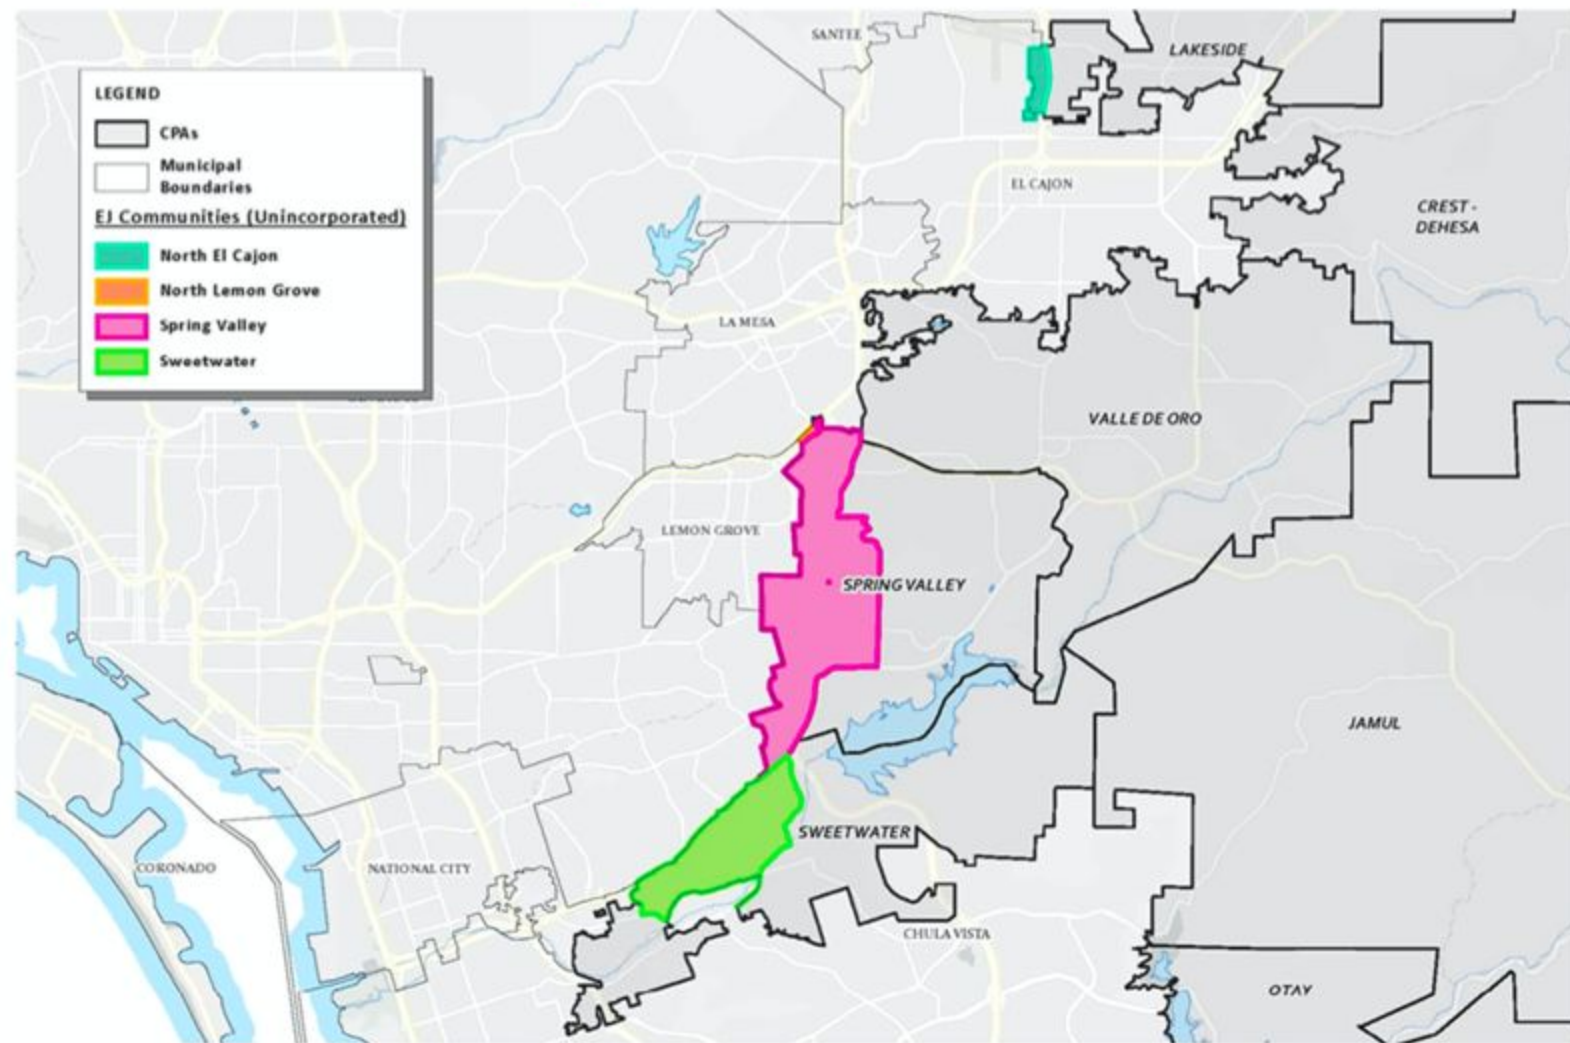 LEGEND
CPAs
Municipal
Boundaries
EJ Communities (Unincorporated)
North El Cajon
North Lemon Grove
Spring Valley
Sweetwater
SANTEE
LAKESIDE
EL CAJON
CREST -
DEHESA
LA MESA
VALLE DE ORO
LEMON GROVE
SPRING VALLEY
JAMUL
SWEETWATER
CORONADO
NATIONAL CITY
CHULA VISTA
OTAY